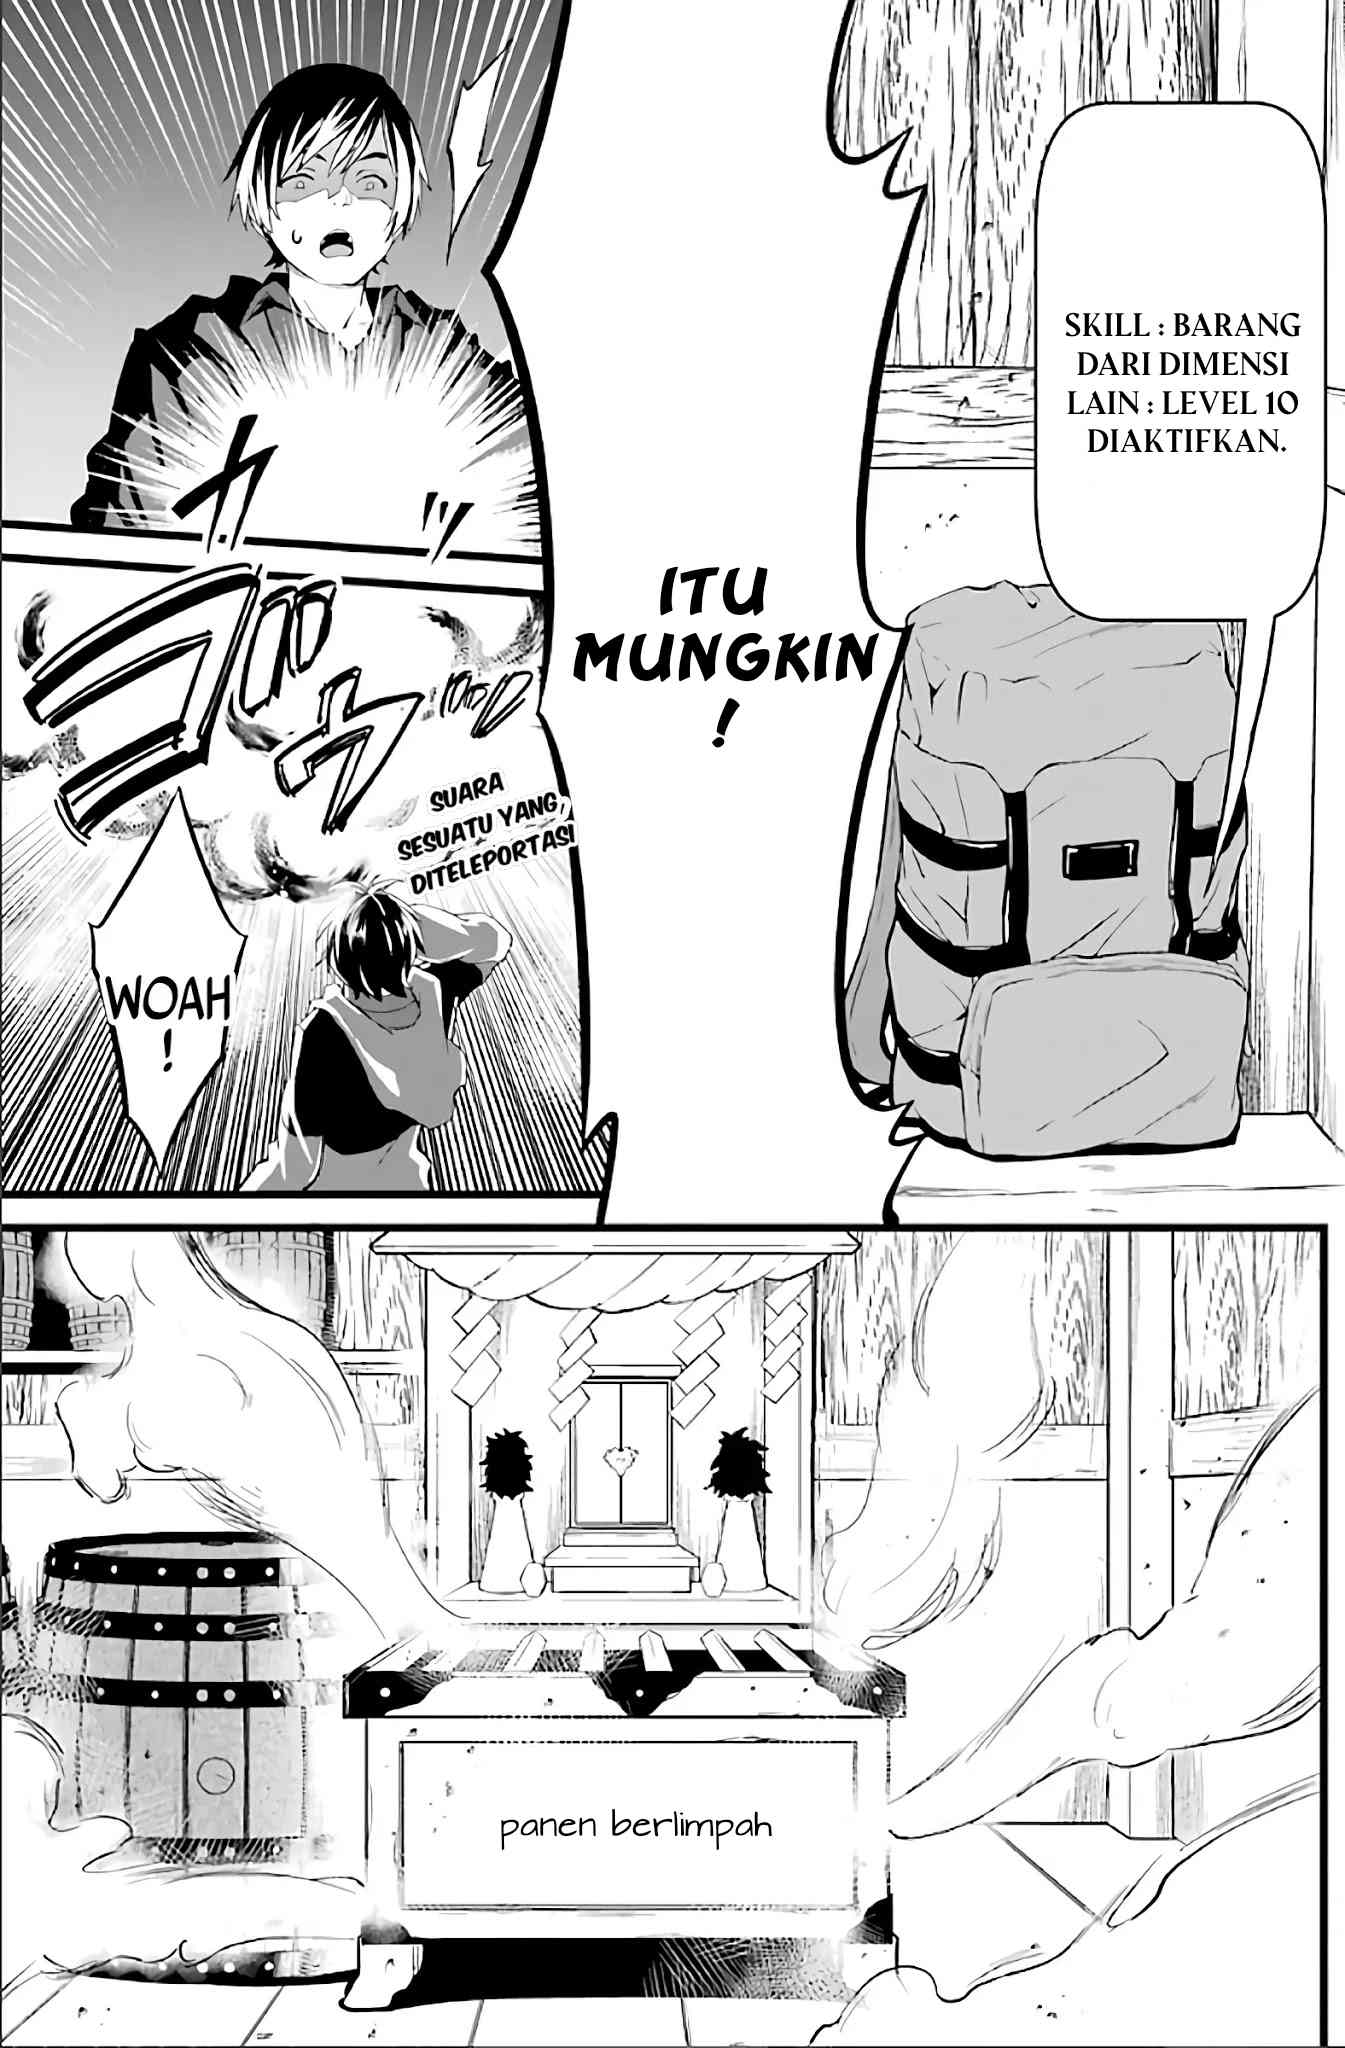 SKILL : BARANG
DARI DIMENSI
LAIN : LEVEL 10
DIAKTIFKAN.
ITU
MUNGKIN
!
SUARA
SESUATU YANG
DITELEPORTASI
WOAH
!
panen berlimpah